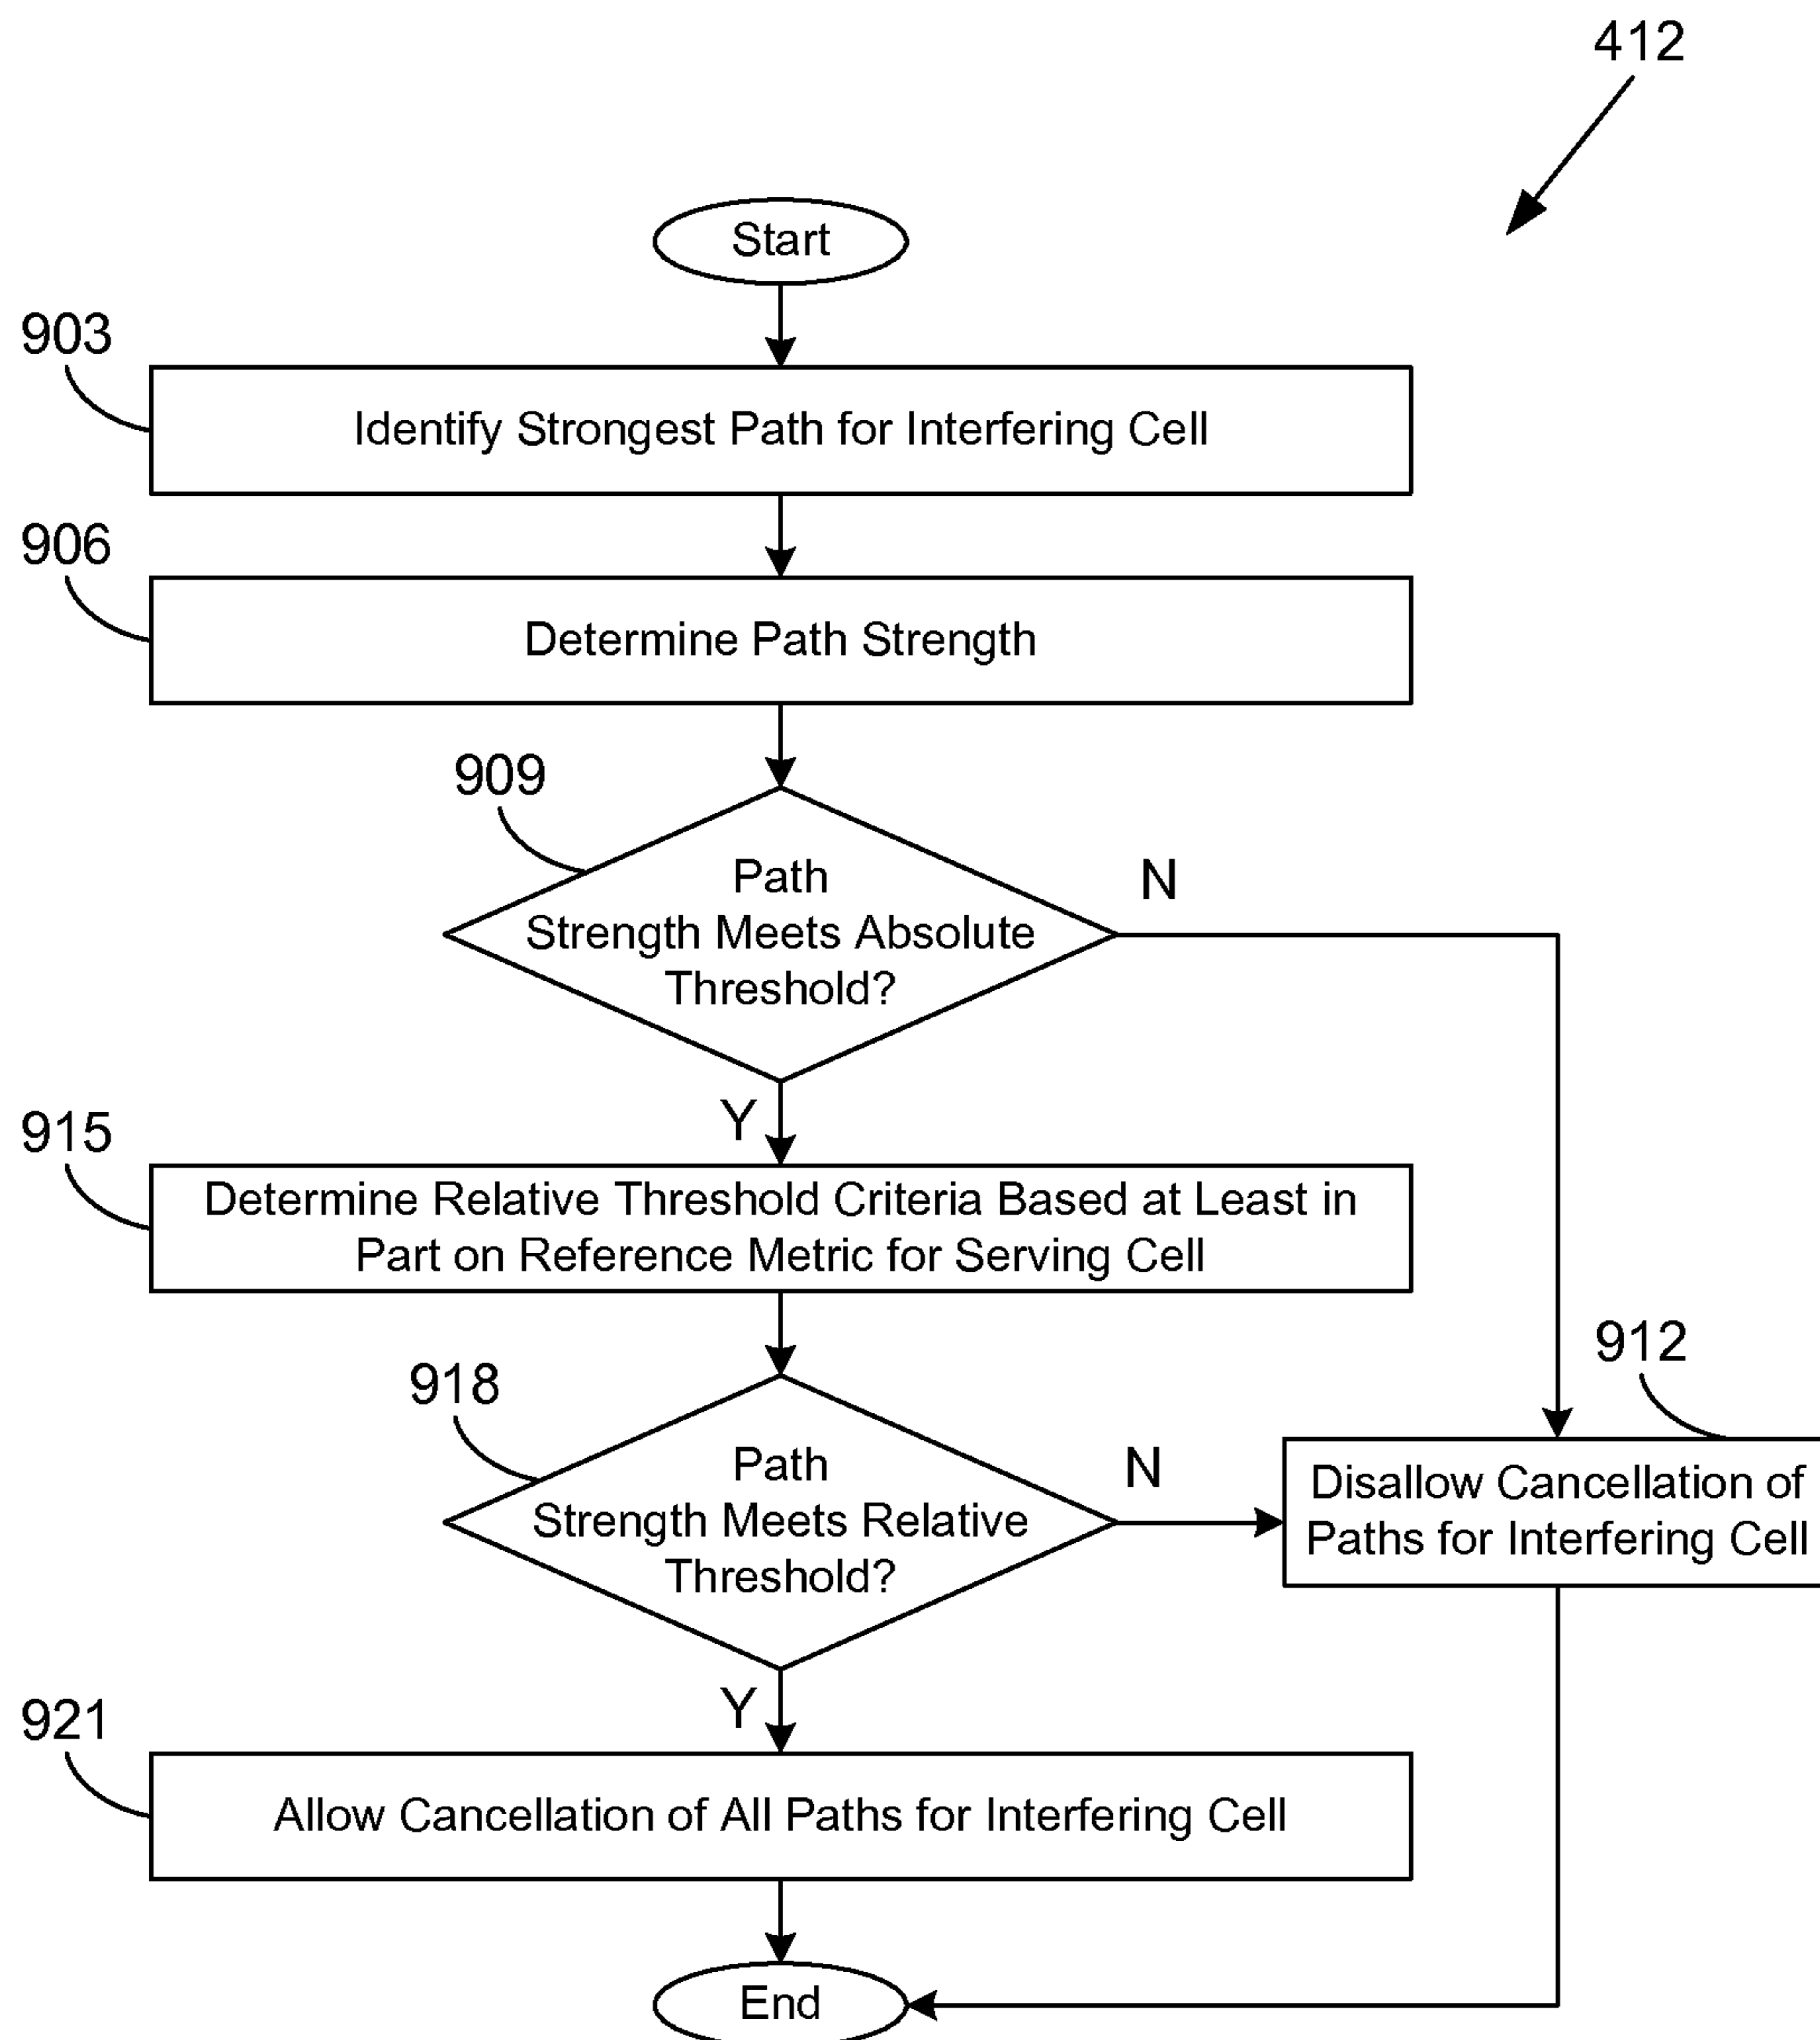 412
Start
903
Identify Strongest Path for Interfering Cell
906
Determine Path Strength
909
Path
Strength Meets Absolute
Threshold?
N
Y
915
Determine Relative Threshold Criteria Based at Least in
Part on Reference Metric for Serving Cell
918
Path
Strength Meets Relative
Threshold?
N
912
Disallow Cancellation of
Paths for Interfering Cell
Y
921
Allow Cancellation of All Paths for Interfering Cell
End